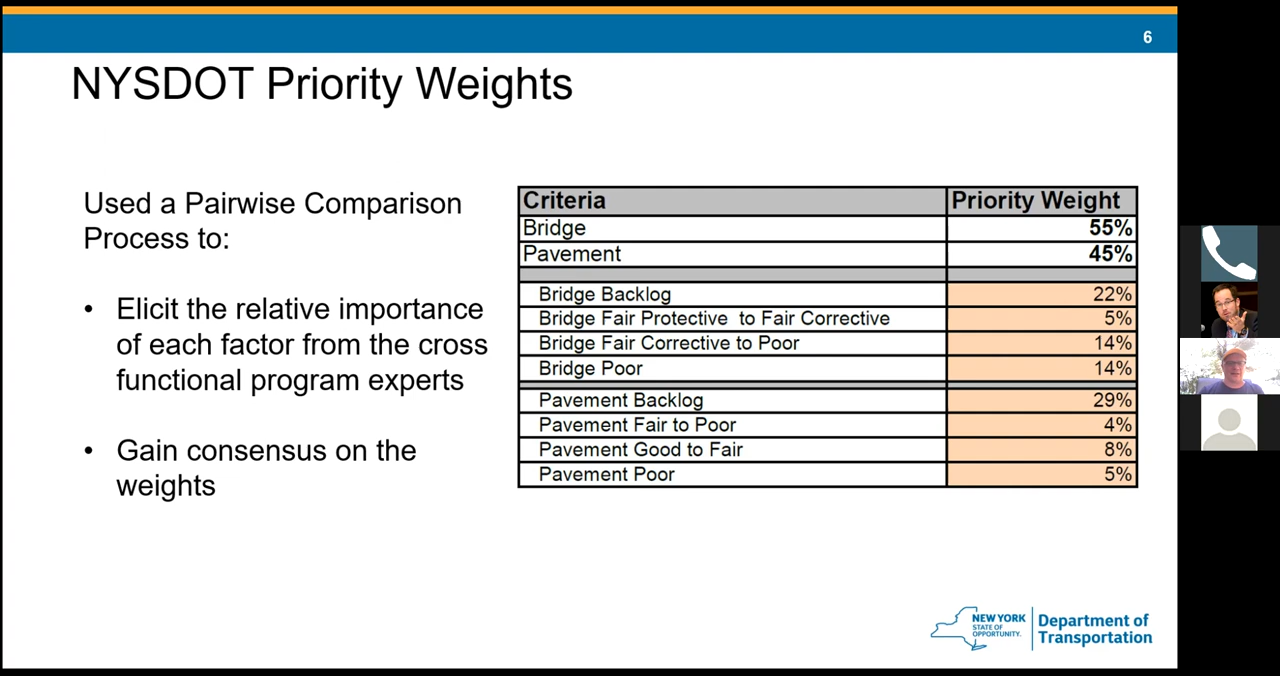 6
NYSDOT Priority Weights
Used a Pairwise Comparison
Process to:
• Elicit the relative importance
of each factor from the cross
functional program experts
• Gain consensus on the
weights
Criteria Priority Weight
Bridge 55%
Pavement 45%
Bridge Backlog 22%
Bridge Fair Protective to Fair Corrective 5%
Bridge Fair Corrective to Poor 14%
Bridge Poor 14%
Pavement Backlog 29%
Pavement Fair to Poor 4%
Pavement Good to Fair 8%
Pavement Poor 5%
NEW YORK
STATE OF
OPPORTUNITY.
Department of
Transportation